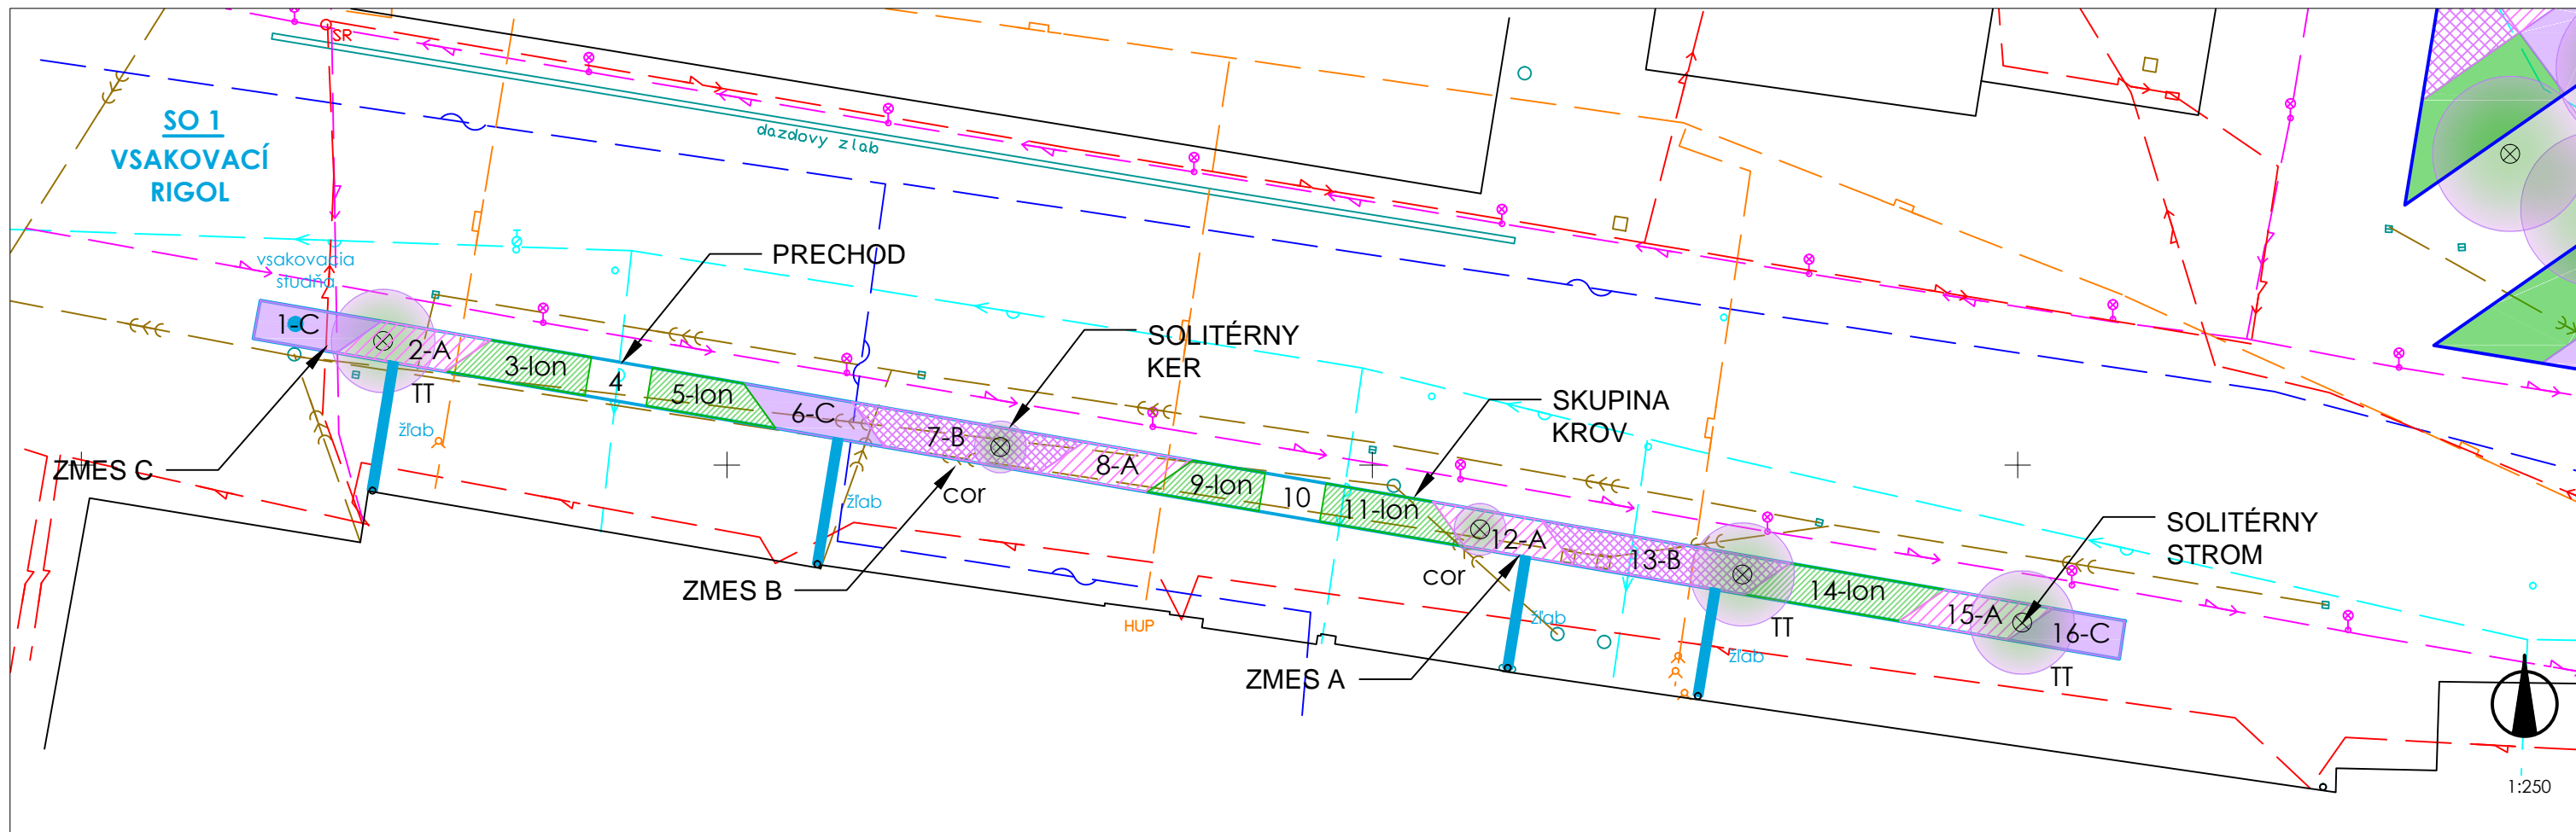 SR
SO 1
VSAKOVACÍ
RIGOL
dazdovy zlab
PRECHOD
vsakovacia
studňa
SOLITÉRNY
KER
1-C
2-A
3-lon
4
5-lon
6-C
7-B
8-A
9-lon
10
11-lon
12-A
13-B
14-lon
15-A
16-C
TT
žľab
SKUPINA
KROV
ZMES C
cor
žľab
SOLITÉRNY
STROM
ZMES B
cor
HUP
žľab
TT
žľab
ZMES A
TT
1:250